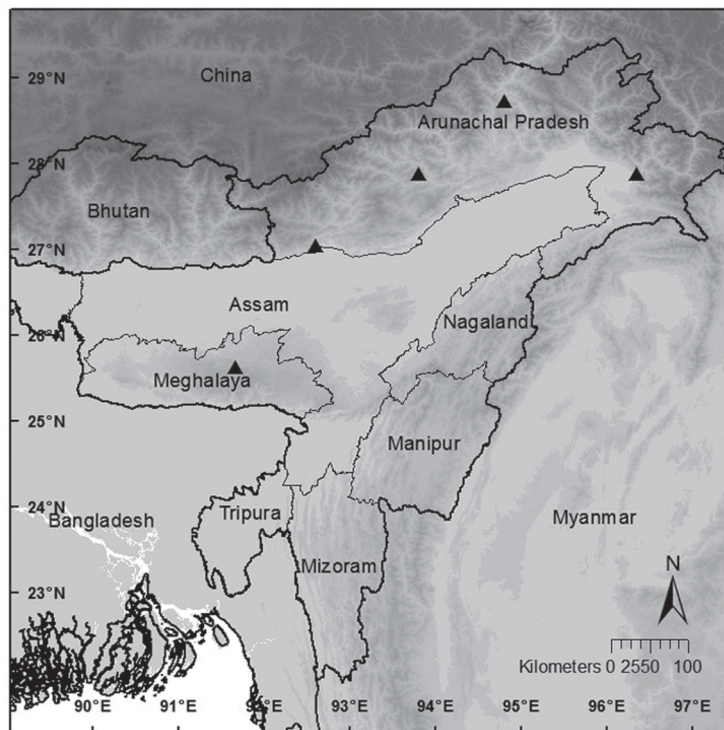 29°N
China
Arunachal Pradesh
28°N
Bhutan
27°N
Assam
Nagaland
26°N
Meghalaya
25°N
Manipur
24°N
Bangladesh
Tripura
Myanmar
Mizoram
N
23°N
Kilometers 0 2550 100
90°E 91°E 92°E 93°E 94°E 95°E 96°E 97°E